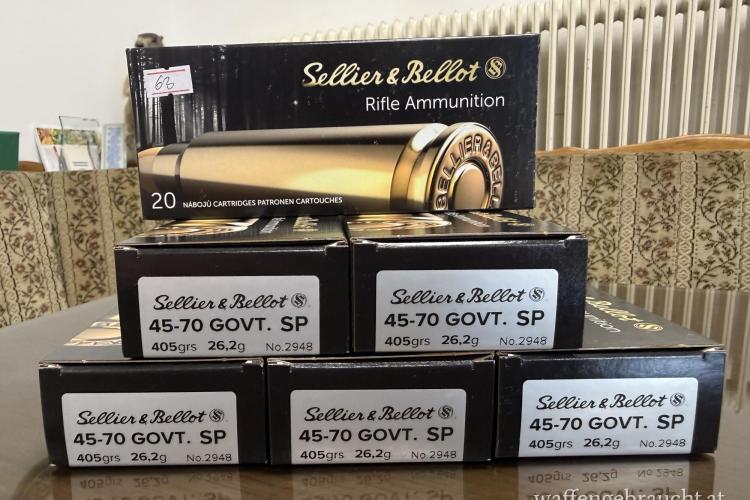 63
Sellier & Bellot S&B
Rifle Ammunition
SELLIER & BELL
20 NÁBOJŮ CARTRIDGES PATRONEN CARTOUCHES
Sellier & Bellot
45-70 GOVT. SP
405grs 26,2g No.2948
Sellier & Bellot
45-70 GOVT. SP
405grs 26,2g No.2948
Ammunition
Sellier & Bellot
45-70 GOVT. SP
405grs 26,2g No.2948
Sellier & Bellot
45-70 GOVT. SP
405grs 26,2g No.2948
Sellier & Bellot
45-70 GOVT. SP
405grs 26,2g No.2948
waffengebraucht.at